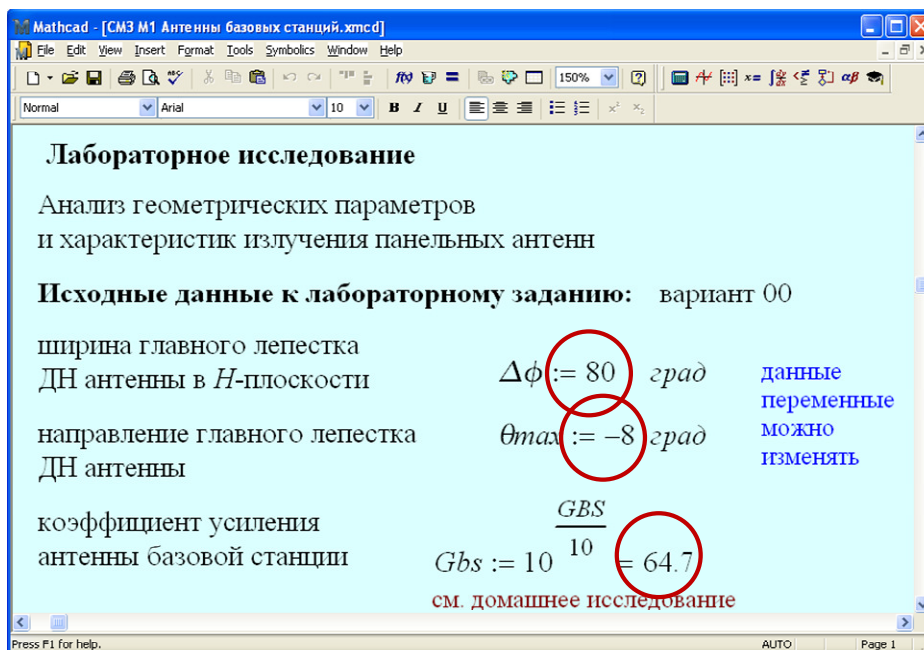 Mathcad - [СМЗ М1 Антенны базовых станций.xmcd]
File Edit View Insert Format Tools Symbolics Window Help
150%
Normal Arial 10 B I U
Лабораторное исследование
Анализ геометрических параметров
и характеристик излучения панельных антенн
Исходные данные к лабораторному заданию: вариант 00
ширина главного лепестка
ДН антенны в H-плоскости
Δϕ := 80 град
направление главного лепестка
ДН антенны
θmax := −8 град
данные
переменные
можно
изменять
коэффициент усиления
антенны базовой станции
Gbs := 10^(GBS/10) = 64.7
см. домашнее исследование
Press F1 for help. AUTO Page 1